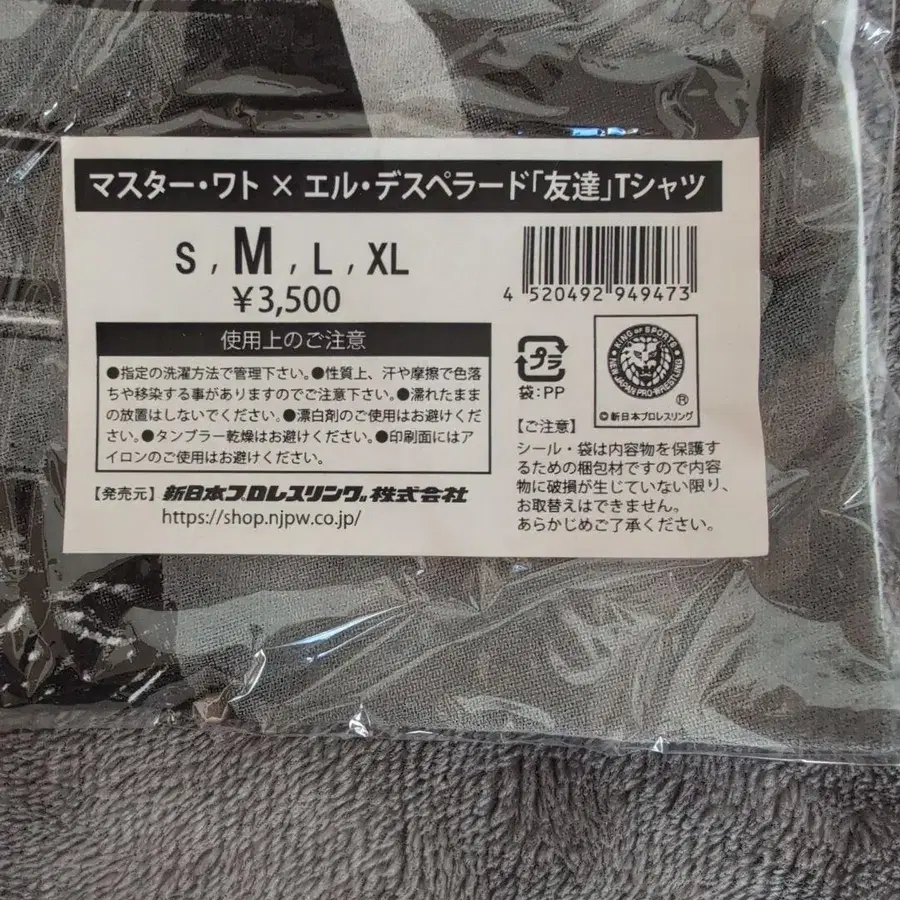 マスター・ワト × エル・デスペラード「友達」Tシャツ
S , M , L , XL
¥3,500
4 520492 949473
使用上のご注意
●指定の洗濯方法で管理下さい。●性質上、汗や摩擦で色落
ちや移染する事がありますのでご注意下さい。●濡れたまま
の放置はしないでください。●漂白剤のご使用はお避けくだ
さい。●タンブラー乾燥はお避けください。●印刷面にはア
イロンのご使用はお避けください。
【発売元】新日本プロレスリング株式会社
https://shop.njpw.co.jp/
プラ
袋:PP
KING OF SPORTS
NEW JAPAN PRO-WRESTLING
®
©新日本プロレスリング
【ご注意】
シール・袋は内容物を保護す
るための梱包材ですので内容
物に破損が生じていない限り、
お取替えはできません。
あらかじめご了承ください。